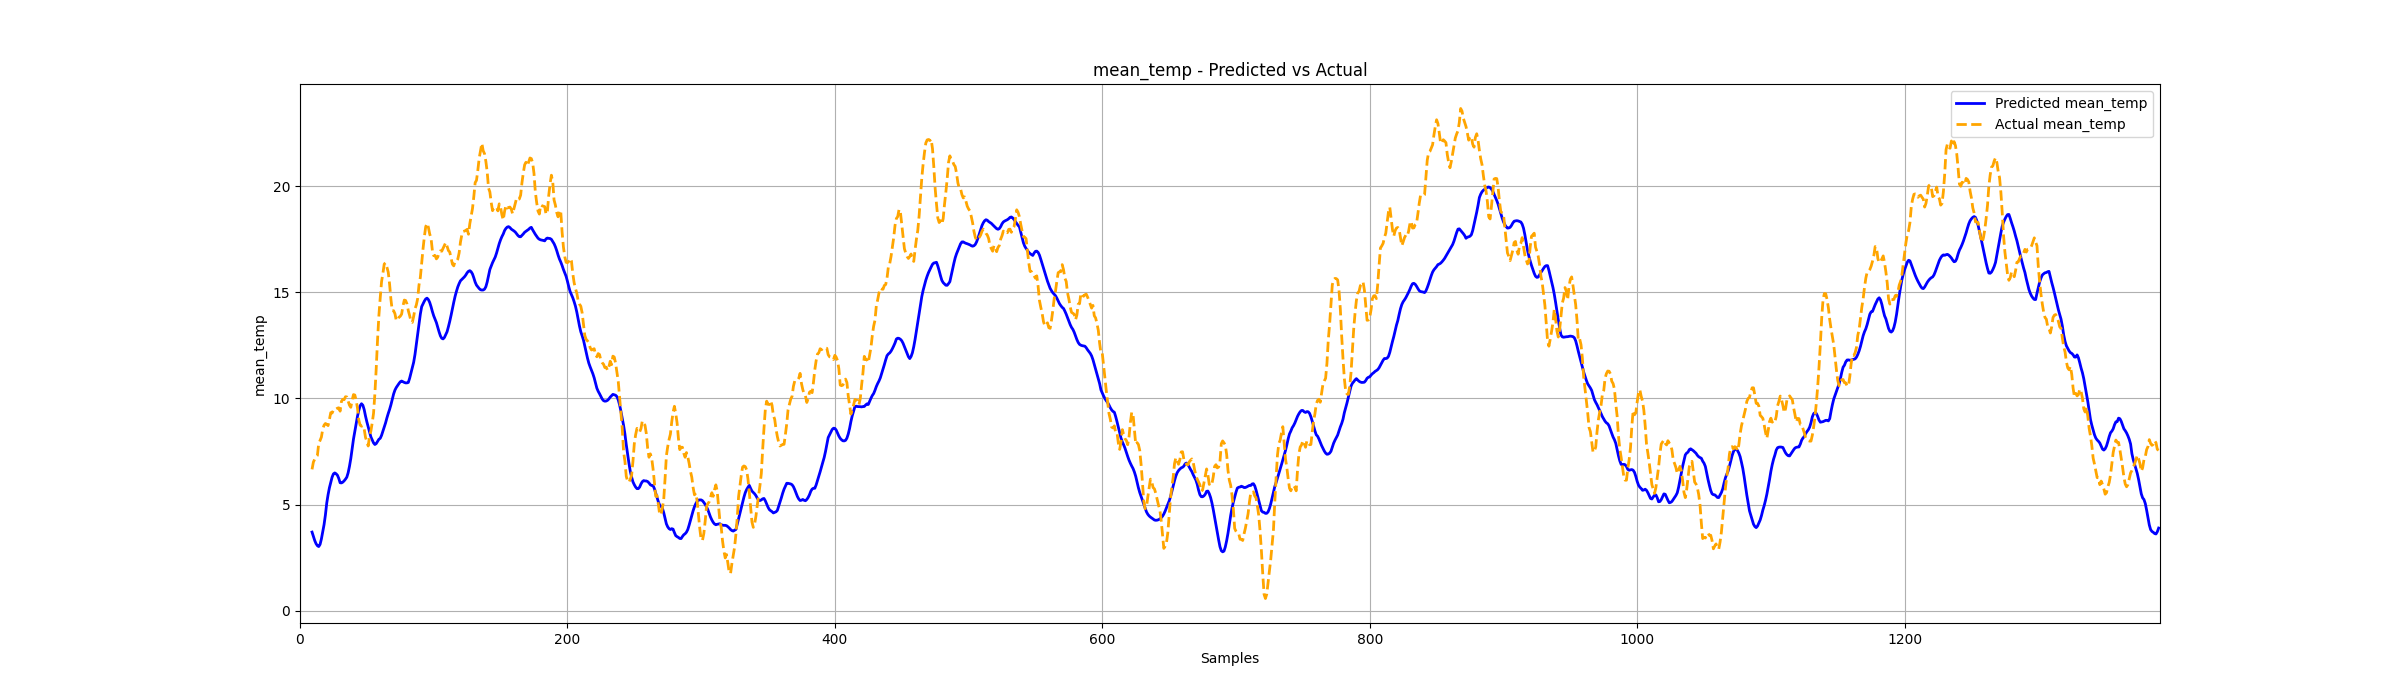 mean_temp - Predicted vs Actual
Predicted mean_temp
Actual mean_temp
mean_temp
20
15
10
5
0
0 200 400 600 800 1000 1200
Samples